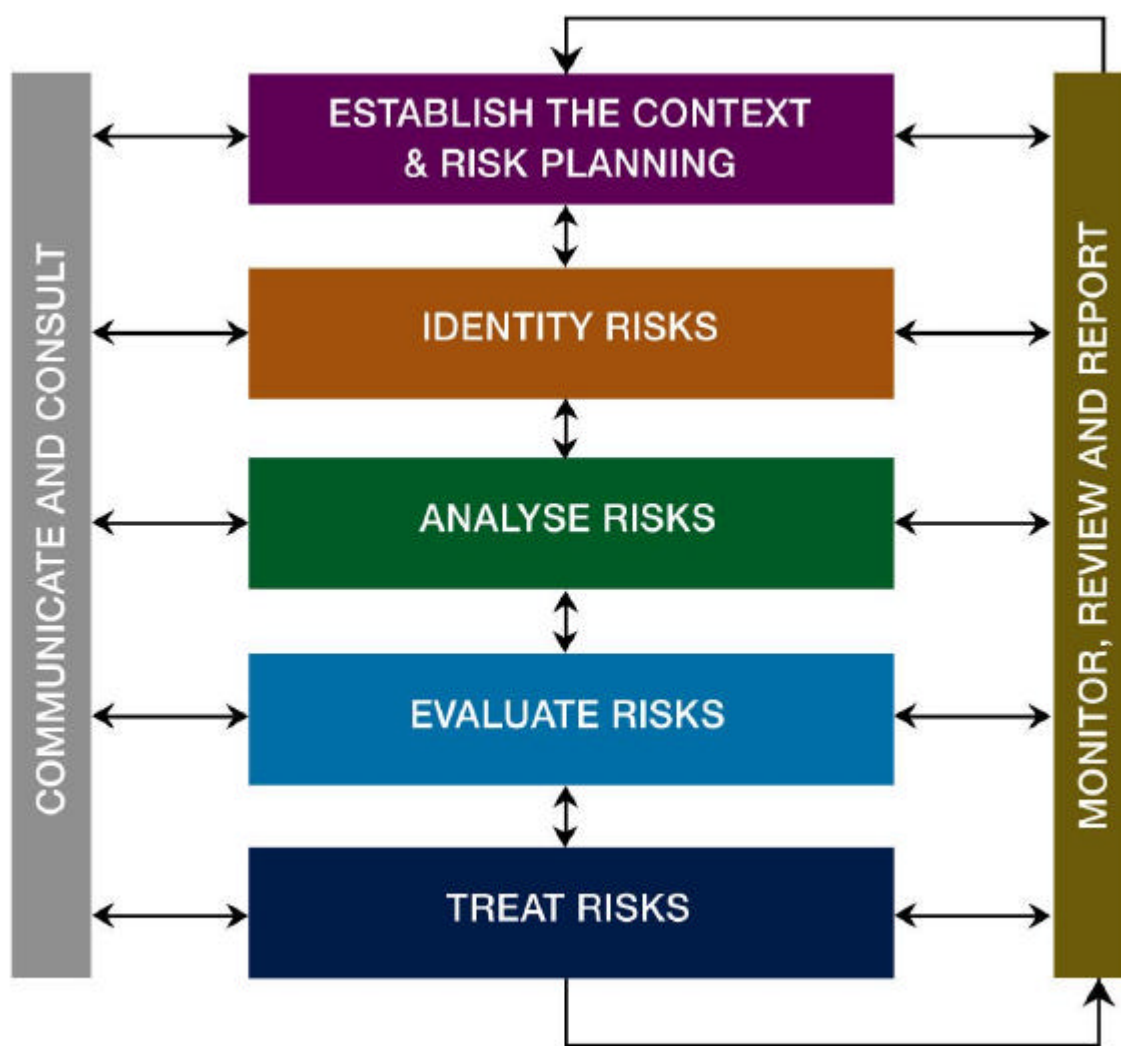 COMMUNICATE AND CONSULT
ESTABLISH THE CONTEXT
& RISK PLANNING
IDENTITY RISKS
ANALYSE RISKS
EVALUATE RISKS
TREAT RISKS
MONITOR, REVIEW AND REPORT